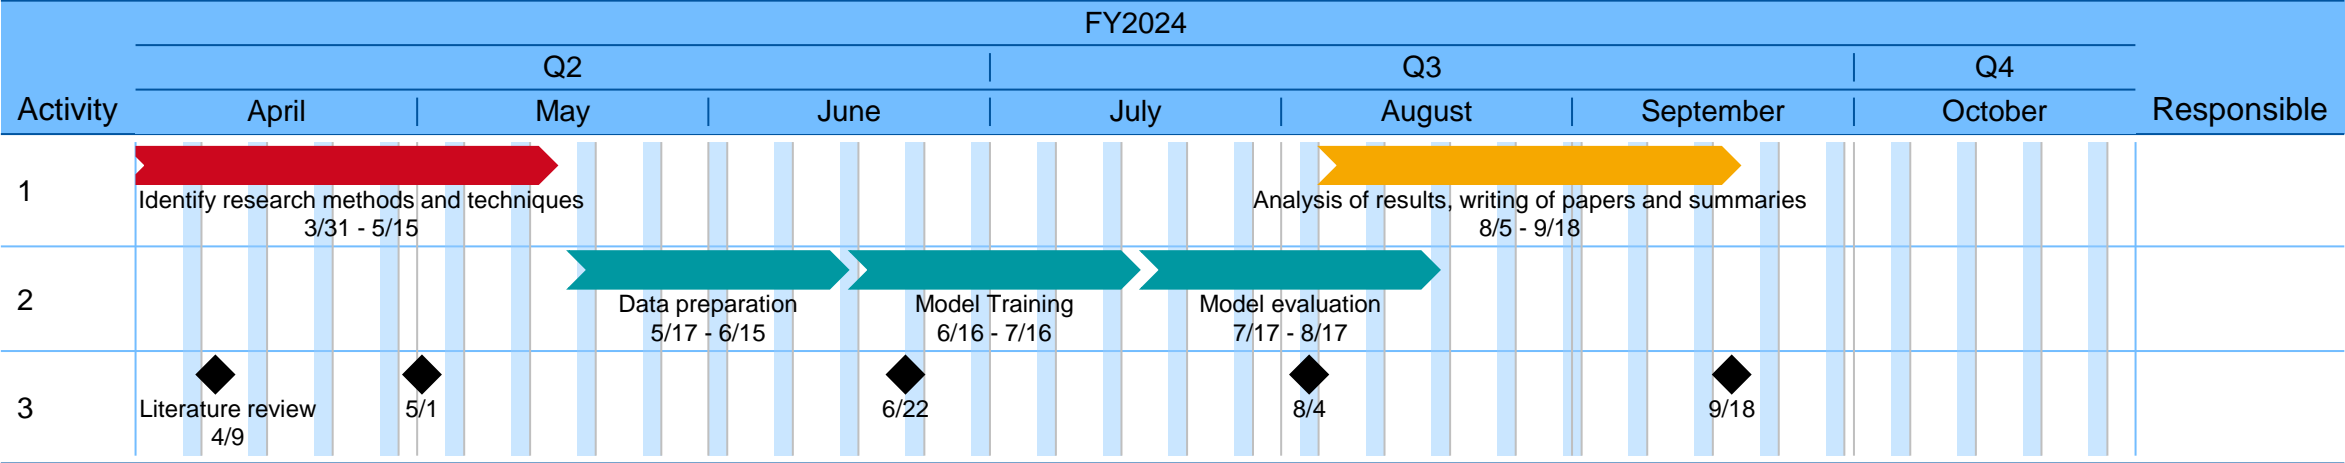 FY2024
Q2 Q3 Q4
Activity April May June July August September October Responsible
1
Identify research methods and techniques
3/31 - 5/15
Analysis of results, writing of papers and summaries
8/5 - 9/18
2
Data preparation
5/17 - 6/15
Model Training
6/16 - 7/16
Model evaluation
7/17 - 8/17
3
Literature review
4/9
5/1
6/22
8/4
9/18